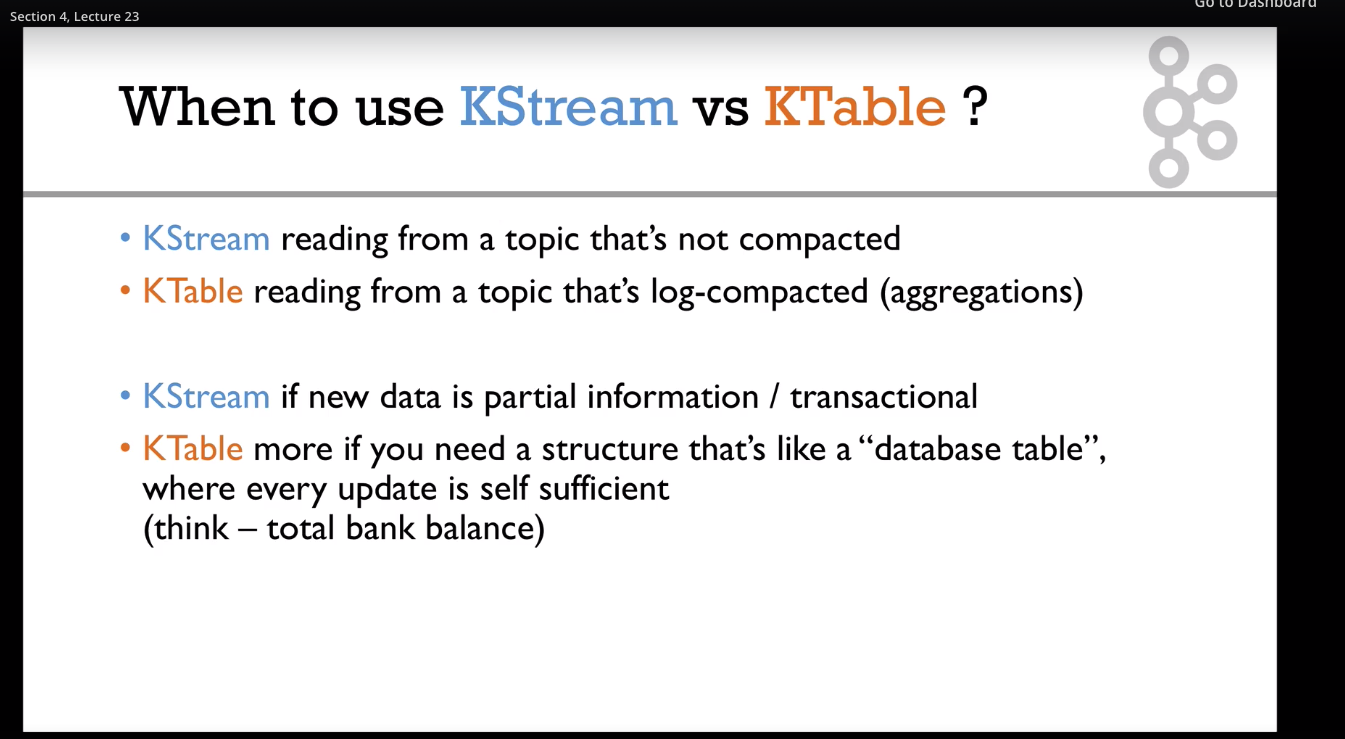 Section 4, Lecture 23
Go to Dashboard
When to use KStream vs KTable ?
• KStream reading from a topic that’s not compacted
• KTable reading from a topic that’s log-compacted (aggregations)
• KStream if new data is partial information / transactional
• KTable more if you need a structure that’s like a “database table”,
where every update is self sufficient
(think – total bank balance)